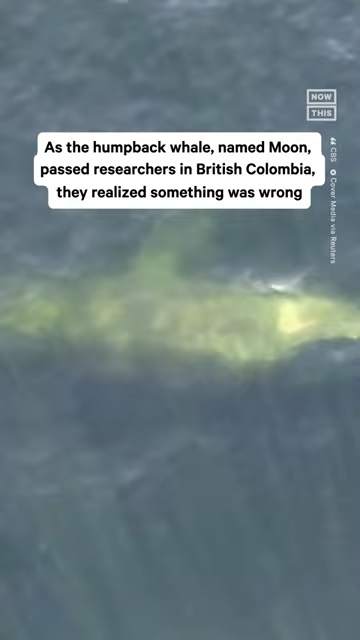 NOW
THIS
As the humpback whale, named Moon,
passed researchers in British Colombia,
they realized something was wrong
CBS
Cover Media via Reuters